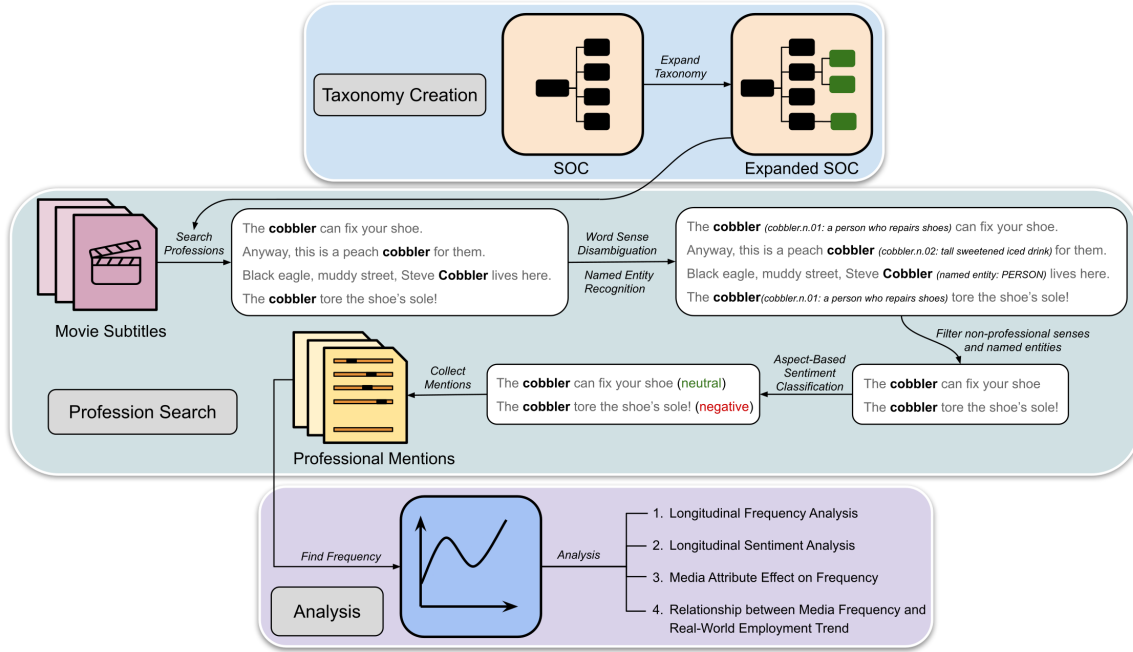 Taxonomy Creation
SOC
Expand
Taxonomy
Expanded SOC
Movie Subtitles
Search
Professions
The cobbler can fix your shoe.
Anyway, this is a peach cobbler for them.
Black eagle, muddy street, Steve Cobbler lives here.
The cobbler tore the shoe's sole!
Word Sense
Disambiguation
Named Entity
Recognition
The cobbler (cobbler.n.01: a person who repairs shoes) can fix your shoe.
Anyway, this is a peach cobbler (cobbler.n.02: tall sweetened iced drink) for them.
Black eagle, muddy street, Steve Cobbler (named entity: PERSON) lives here.
The cobbler(cobbler.n.01: a person who repairs shoes) tore the shoe's sole!
Filter non-professional senses
and named entities
The cobbler can fix your shoe
The cobbler tore the shoe's sole!
Aspect-Based
Sentiment
Classification
The cobbler can fix your shoe (neutral)
The cobbler tore the shoe's sole! (negative)
Collect
Mentions
Professional Mentions
Profession Search
Find Frequency
Analysis
Analysis
1. Longitudinal Frequency Analysis
2. Longitudinal Sentiment Analysis
3. Media Attribute Effect on Frequency
4. Relationship between Media Frequency and
Real-World Employment Trend